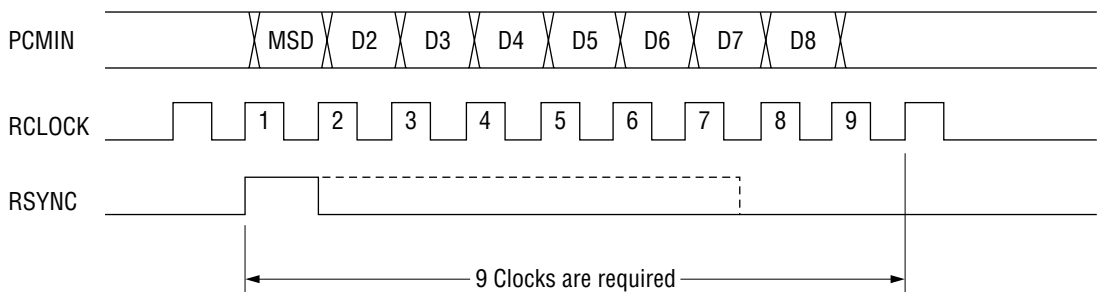 PCMIN MSD D2 D3 D4 D5 D6 D7 D8
RCLOCK 1 2 3 4 5 6 7 8 9
RSYNC
9 Clocks are required